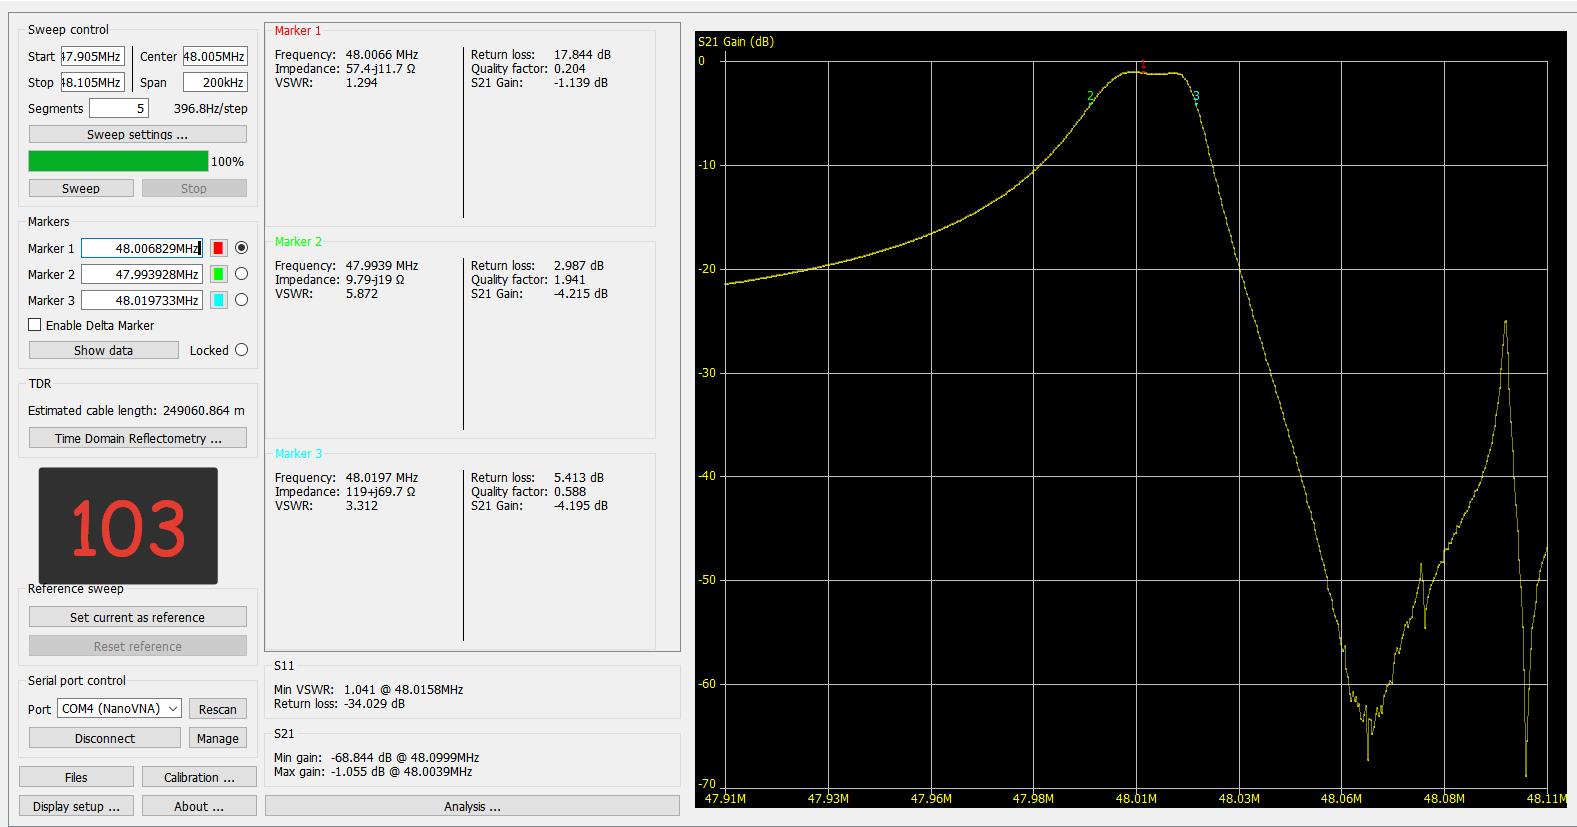 Sweep control
Start 47.905MHz Center 48.005MHz
Stop 48.105MHz Span 200kHz
Segments 5 396.8Hz/step
Sweep settings ...
100%
Sweep Stop
Markers
Marker 1 48.006829MHz
Marker 2 47.993928MHz
Marker 3 48.019733MHz
Enable Delta Marker
Show data Locked
TDR
Estimated cable length: 249060.864 m
Time Domain Reflectometry ...
103
Reference sweep
Set current as reference
Reset reference
Serial port control
Port COM4 (NanoVNA) Rescan
Disconnect Manage
Files Calibration ...
Display setup ... About ...
Marker 1
Frequency: 48.0066 MHz Return loss: 17.844 dB
Impedance: 57.4-j11.7 Ω Quality factor: 0.204
VSWR: 1.294 S21 Gain: -1.139 dB
Marker 2
Frequency: 47.9939 MHz Return loss: 2.987 dB
Impedance: 9.79-j19 Ω Quality factor: 1.941
VSWR: 5.872 S21 Gain: -4.215 dB
Marker 3
Frequency: 48.0197 MHz Return loss: 5.413 dB
Impedance: 119+j69.7 Ω Quality factor: 0.588
VSWR: 3.312 S21 Gain: -4.195 dB
S11
Min VSWR: 1.041 @ 48.0158MHz
Return loss: -34.029 dB
S21
Min gain: -68.844 dB @ 48.0999MHz
Max gain: -1.055 dB @ 48.0039MHz
Analysis ...
S21 Gain (dB)
0
1
2 3
-10
-20
-30
-40
-50
-60
-70
47.91M 47.93M 47.96M 47.98M 48.01M 48.03M 48.06M 48.08M 48.11M